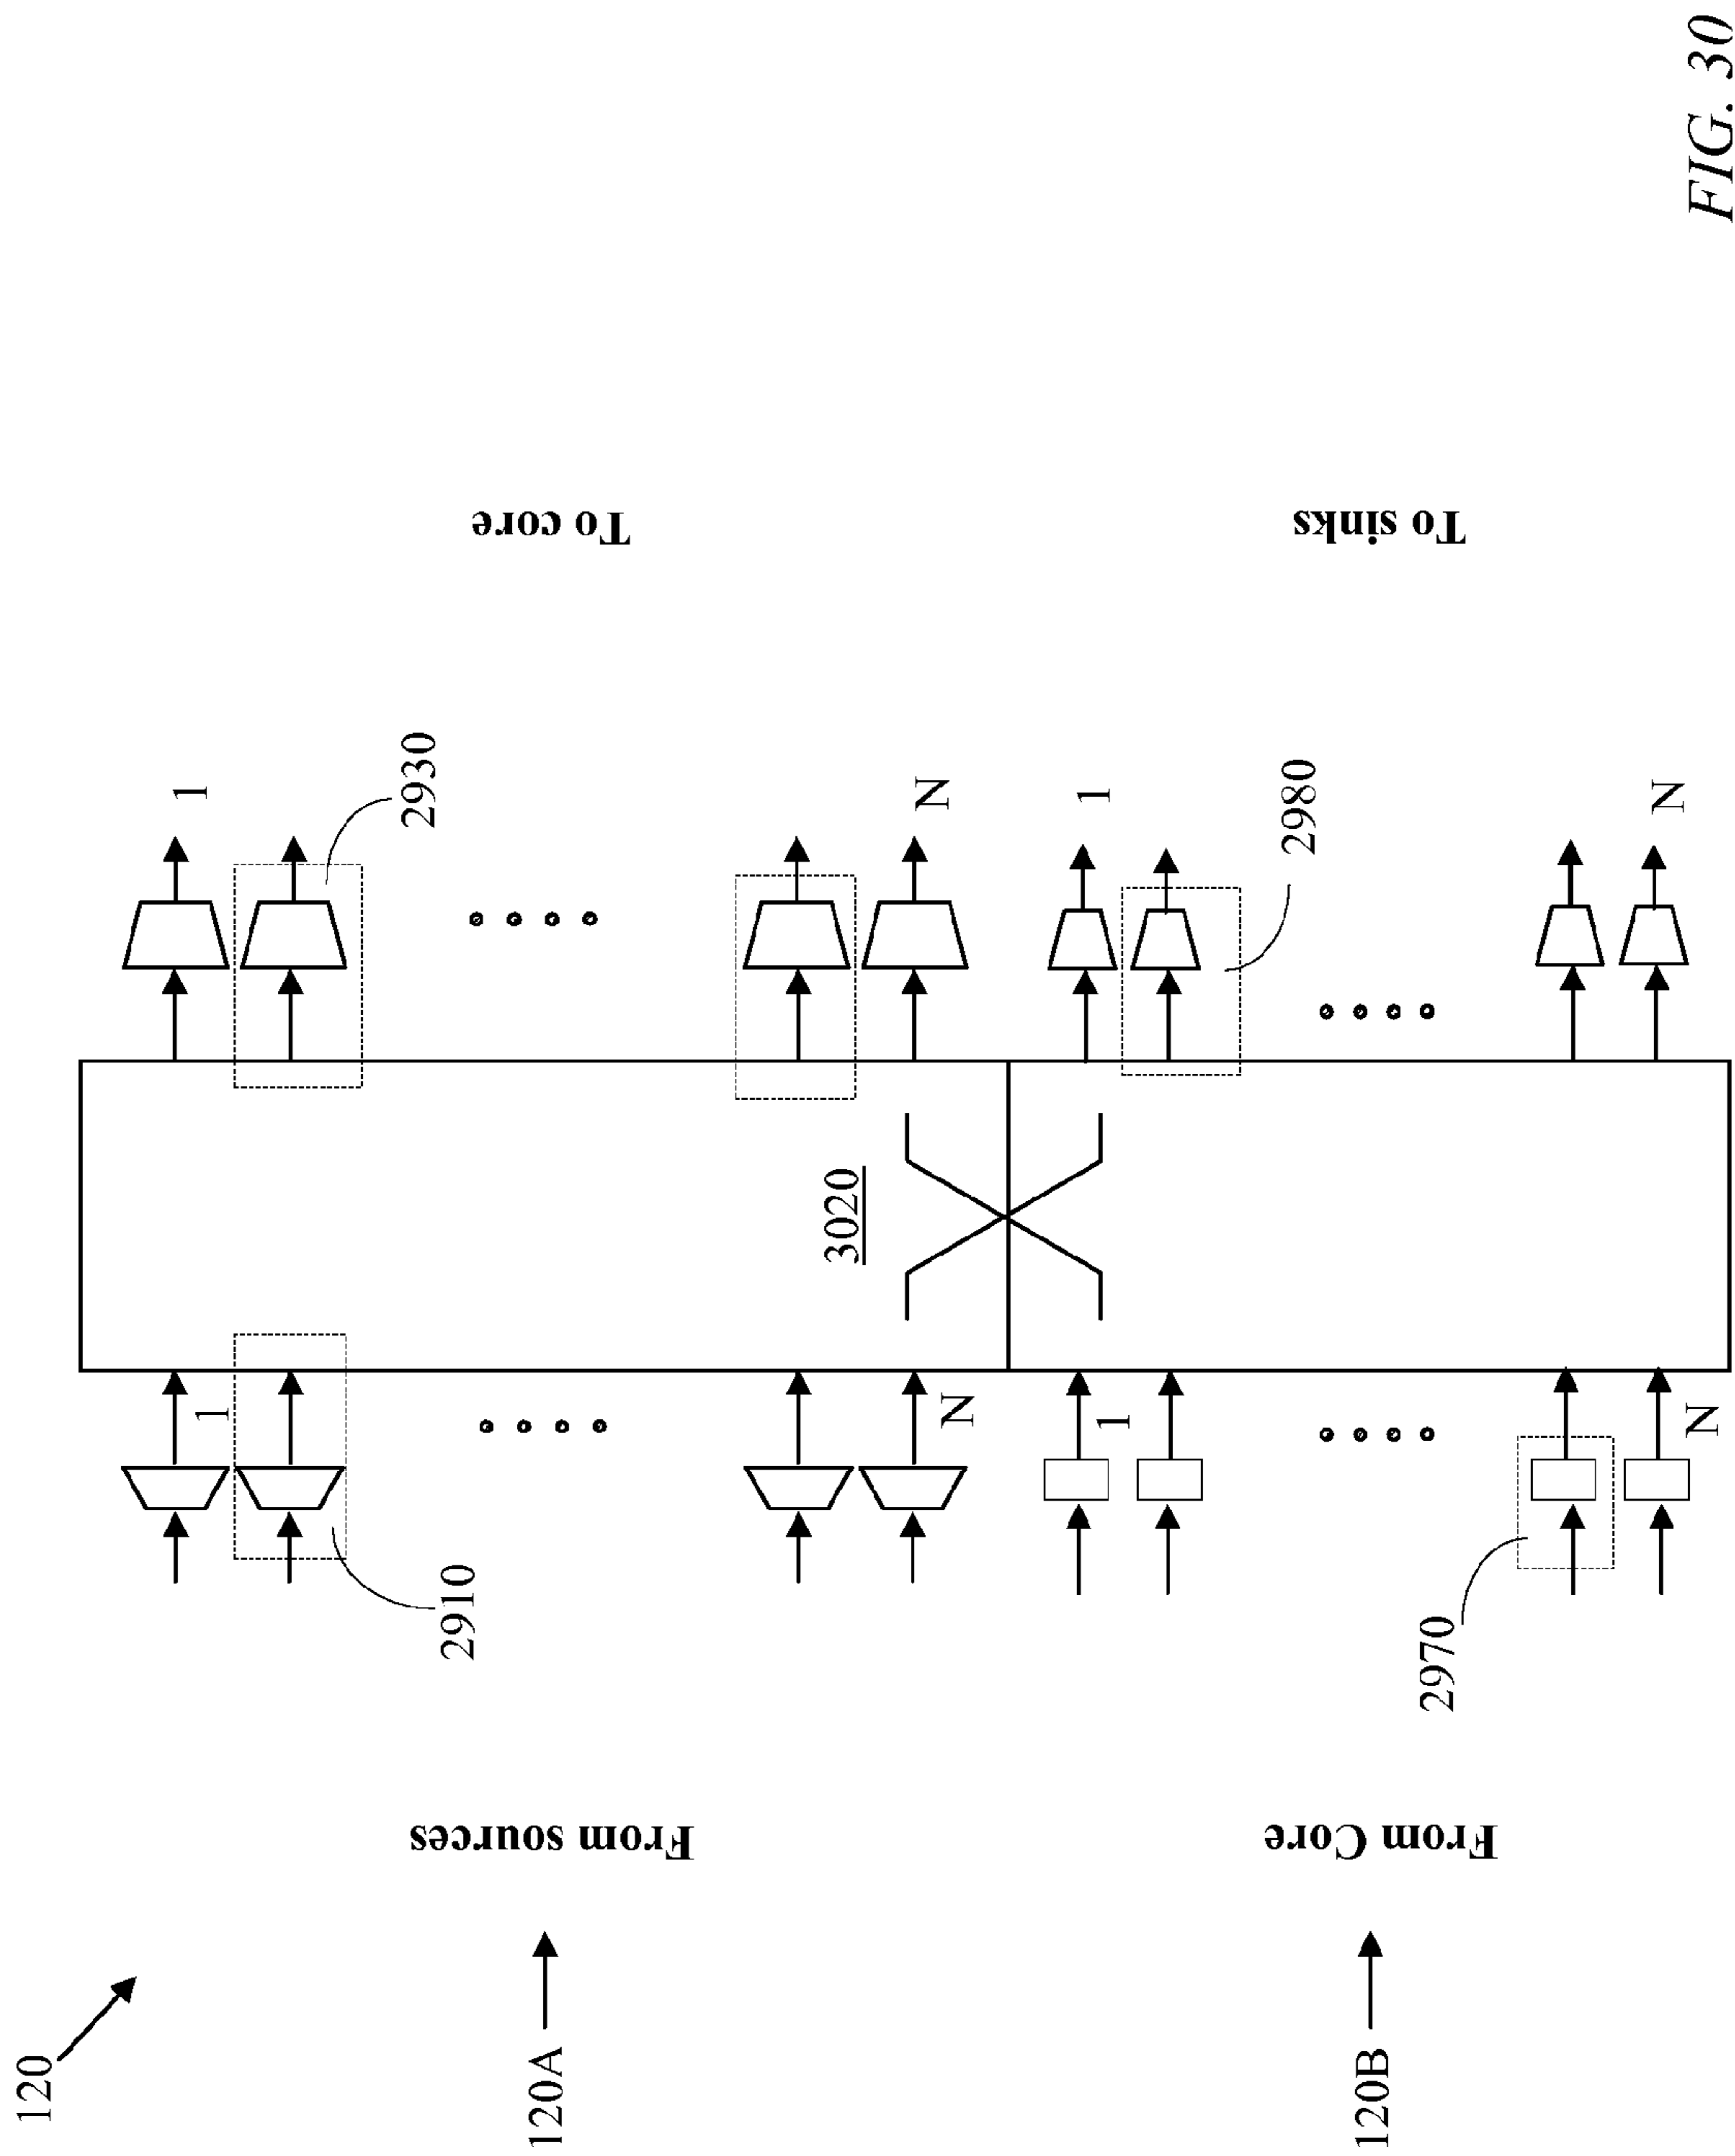 120
1
1
2930
2910
120A
From sources
To core
3020
N
N
1
1
2980
120B
From Core
To sinks
2970
N
N
FIG. 30